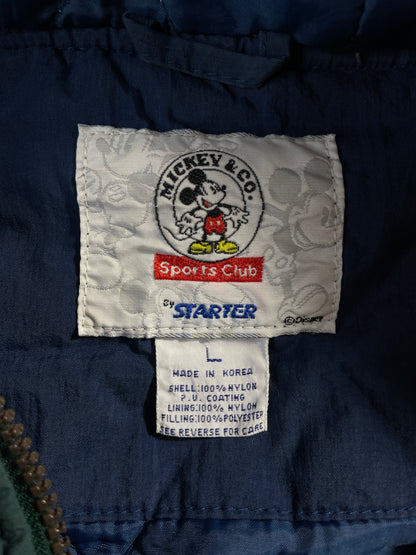 MICKEY & CO.
Sports Club
By STARTER
© DISNEY
L
MADE IN KOREA
SHELL:100% NYLON
P.U. COATING
LINING:100% NYLON
FILLING:100% POLYESTER
SEE REVERSE FOR CARE